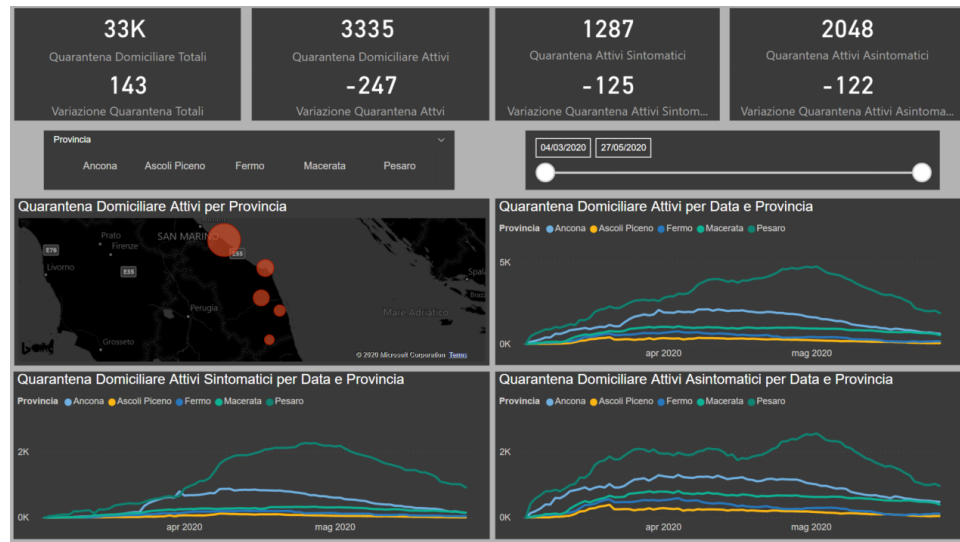 33K
Quarantena Domiciliare Totali
143
Variazione Quarantena Totali
3335
Quarantena Domiciliare Attivi
-247
Variazione Quarantena Attvi
1287
Quarantena Attivi Sintomatici
-125
Variazione Quarantena Attivi Sintom...
2048
Quarantena Attivi Asintomatici
-122
Variazione Quarantena Attivi Asintoma...
Provincia
Ancona Ascoli Piceno Fermo Macerata Pesaro
04/03/2020 27/05/2020
Quarantena Domiciliare Attivi per Provincia
Prato
SAN MARINO
E76
Firenze
E55
Livorno
E55
Spal
Perugia
Mare Adriatico
Grosseto
© 2020 Microsoft Corporation Terms
Quarantena Domiciliare Attivi per Data e Provincia
Provincia Ancona Ascoli Piceno Fermo Macerata Pesaro
5K
0K
apr 2020 mag 2020
Quarantena Domiciliare Attivi Sintomatici per Data e Provincia
Provincia Ancona Ascoli Piceno Fermo Macerata Pesaro
2K
0K
apr 2020 mag 2020
Quarantena Domiciliare Attivi Asintomatici per Data e Provincia
Provincia Ancona Ascoli Piceno Fermo Macerata Pesaro
2K
0K
apr 2020 mag 2020